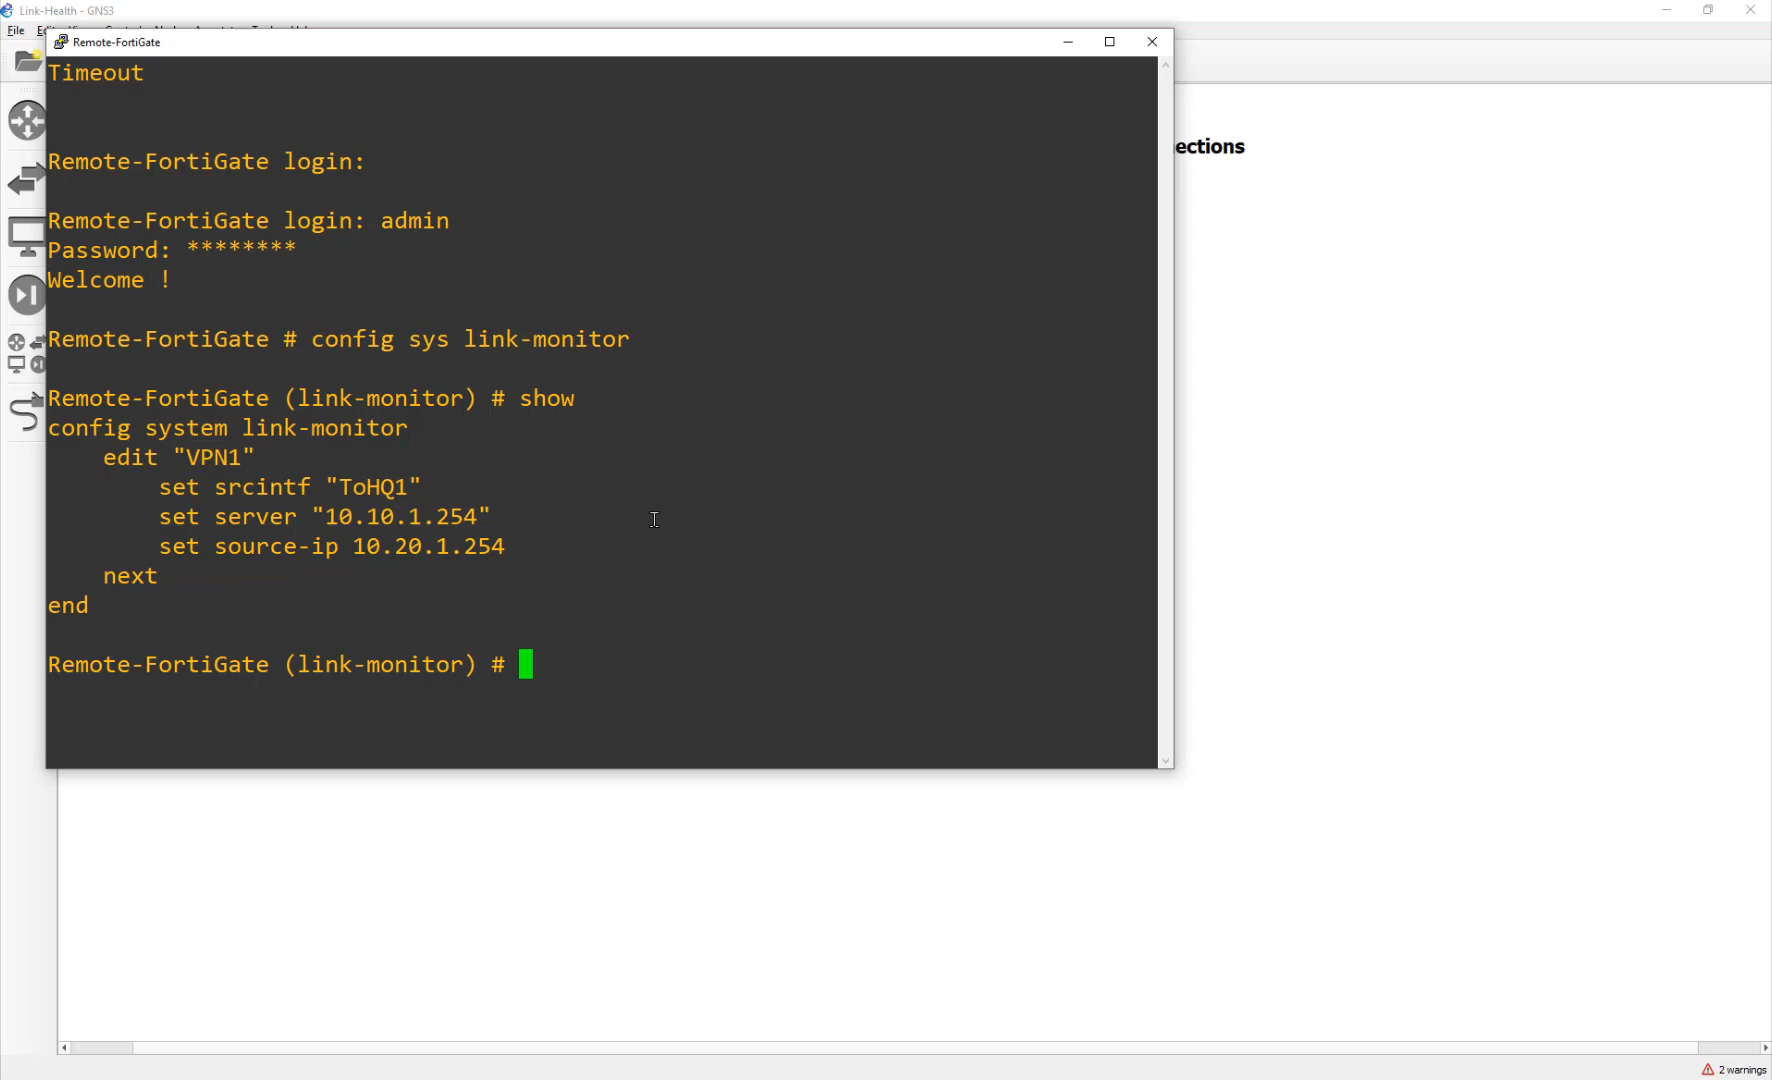 Link-Health - GNS3
File
Remote-FortiGate
Timeout
ections
Remote-FortiGate login:
Remote-FortiGate login: admin
Password: ********
Welcome !
Remote-FortiGate # config sys link-monitor
Remote-FortiGate (link-monitor) # show
config system link-monitor
edit "VPN1"
set srcintf "ToHQ1"
set server "10.10.1.254"
set source-ip 10.20.1.254
next
end
Remote-FortiGate (link-monitor) #
2 warnings